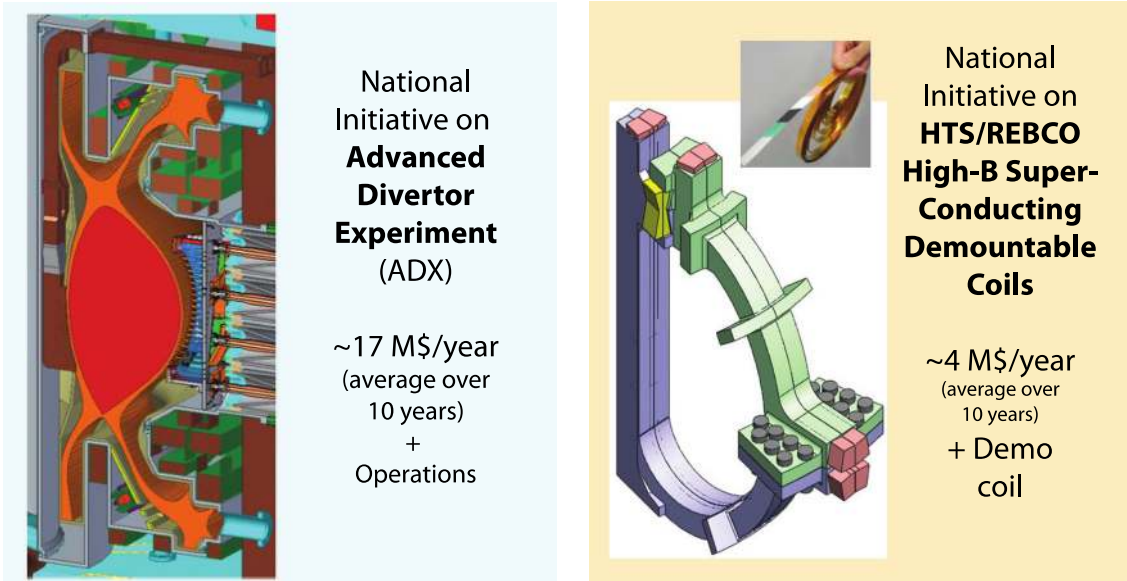 National
Initiative on
Advanced
Divertor
Experiment
(ADX)
~17 M$/year
(average over
10 years)
+
Operations
National
Initiative on
HTS/REBCO
High-B Super-
Conducting
Demountable
Coils
~4 M$/year
(average over
10 years)
+ Demo
coil